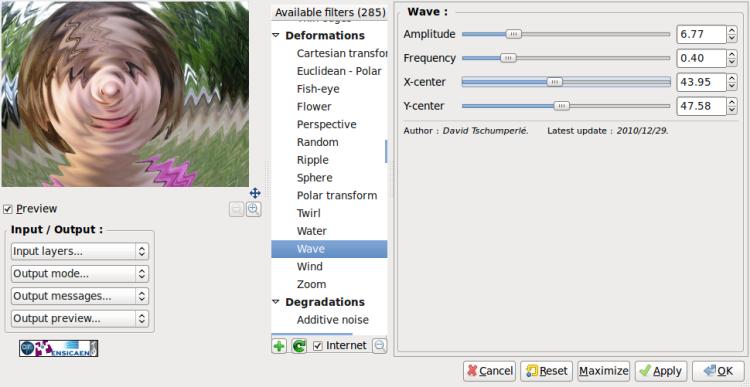 Available filters (285)
Deformations
Cartesian transfor
Euclidean - Polar
Fish-eye
Flower
Perspective
Random
Ripple
Sphere
Polar transform
Twirl
Water
Wave
Wind
Zoom
Degradations
Additive noise
Internet
Preview
Input / Output :
Input layers...
Output mode...
Output messages...
Output preview...
ENSICAEN
Wave :
Amplitude 6.77
Frequency 0.40
X-center 43.95
Y-center 47.58
Author : David Tschumperlé. Latest update : 2010/12/29.
Cancel Reset Maximize Apply OK